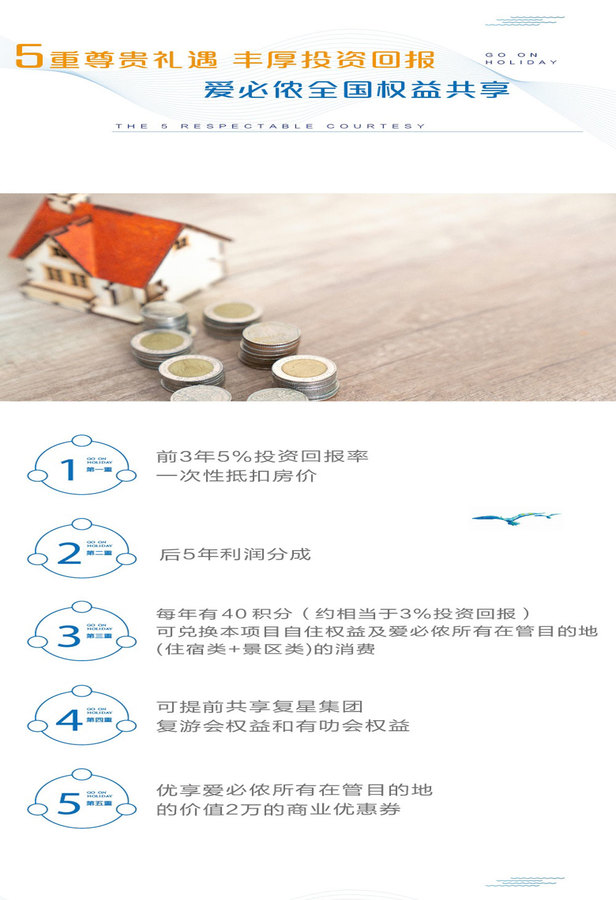 5重尊贵礼遇 丰厚投资回报
GO ON
HOLIDAY
爱必侬全国权益共享
THE 5 RESPECTABLE COURTESY
1
GO ON
HOLIDAY
第一重
前3年5%投资回报率
一次性抵扣房价
2
GO ON
HOLIDAY
第二重
后5年利润分成
3
GO ON
HOLIDAY
第三重
每年有40积分（约相当于3%投资回报）
可兑换本项目自住权益及爱必侬所有在管目的地
(住宿类+景区类)的消费
4
GO ON
HOLIDAY
第四重
可提前共享复星集团
复游会权益和有叻会权益
5
GO ON
HOLIDAY
第五重
优享爱必侬所有在管目的地
的价值2万的商业优惠券